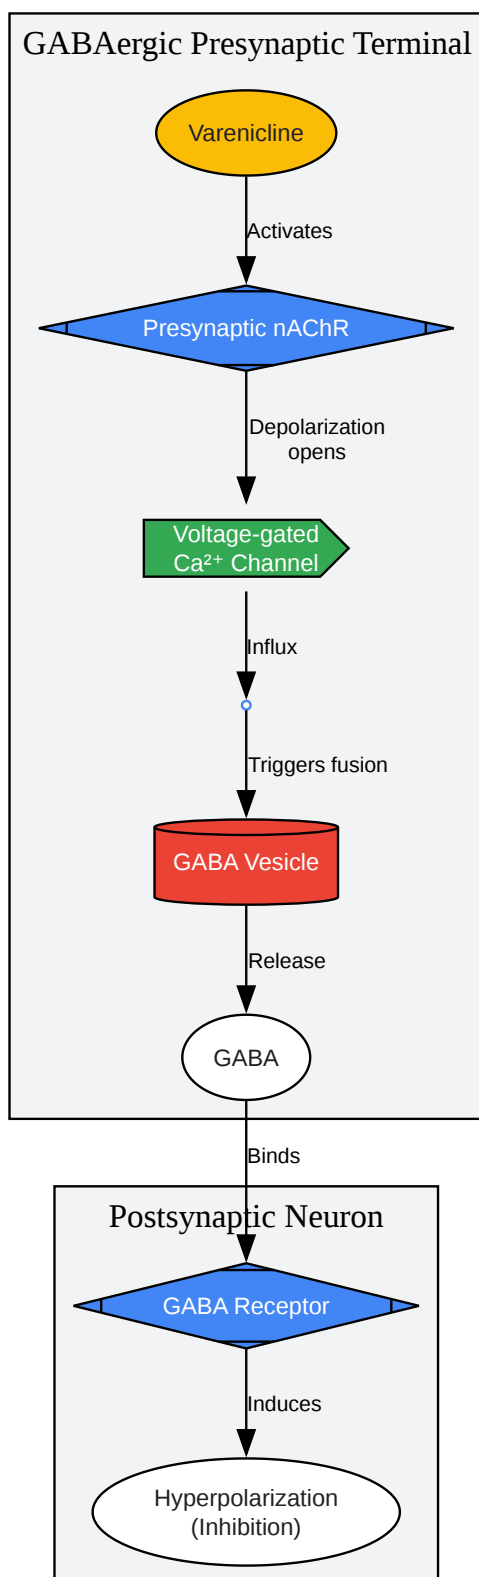 GABAergic Presynaptic Terminal
Varenicline
Activates
Presynaptic nAChR
Depolarization
opens
Voltage-gated
Ca²⁺ Channel
Influx
Triggers fusion
GABA Vesicle
Release
GABA
Binds
Postsynaptic Neuron
GABA Receptor
Induces
Hyperpolarization
(Inhibition)